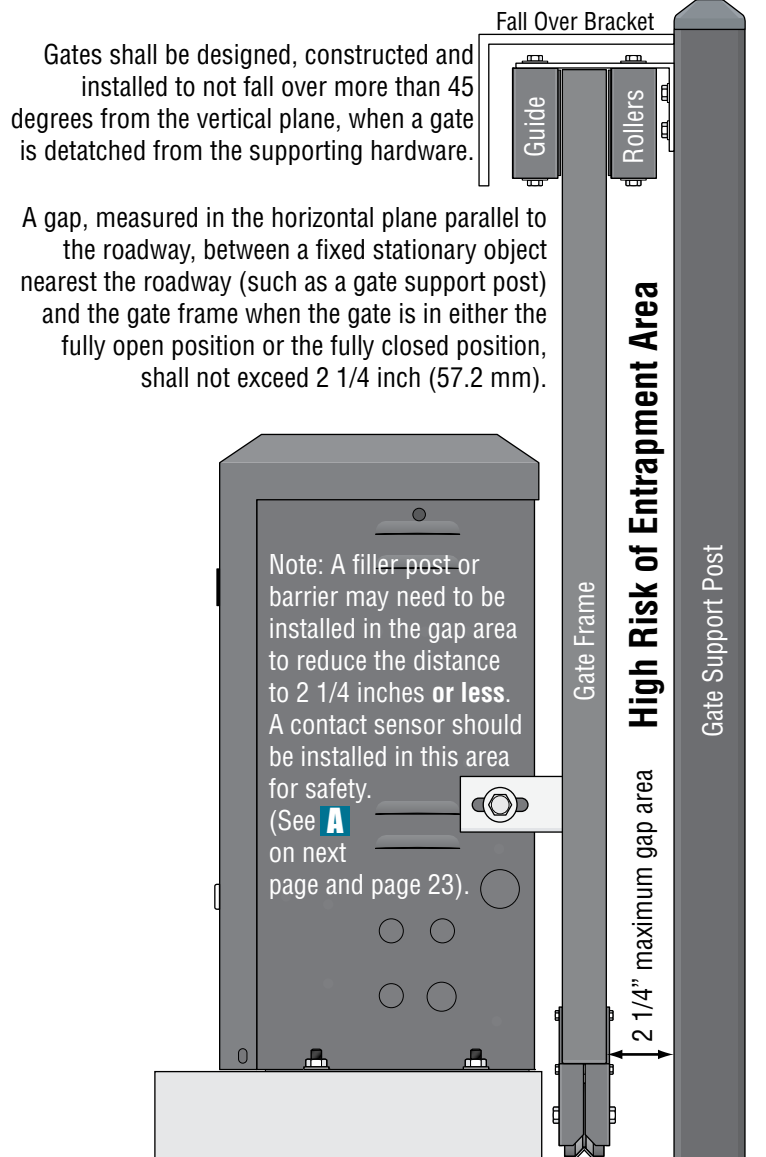 Fall Over Bracket
Gates shall be designed, constructed and
installed to not fall over more than 45
degrees from the vertical plane, when a gate
is detatched from the supporting hardware.
Guide
Rollers
A gap, measured in the horizontal plane parallel to
the roadway, between a fixed stationary object
nearest the roadway (such as a gate support post)
and the gate frame when the gate is in either the
fully open position or the fully closed position,
shall not exceed 2 1/4 inch (57.2 mm).
Note: A filler post or
barrier may need to be
installed in the gap area
to reduce the distance
to 2 1/4 inches or less.
A contact sensor should
be installed in this area
for safety.
(See A
on next
page and page 23).
Gate Frame
High Risk of Entrapment Area
2 1/4” maximum gap area
Gate Support Post